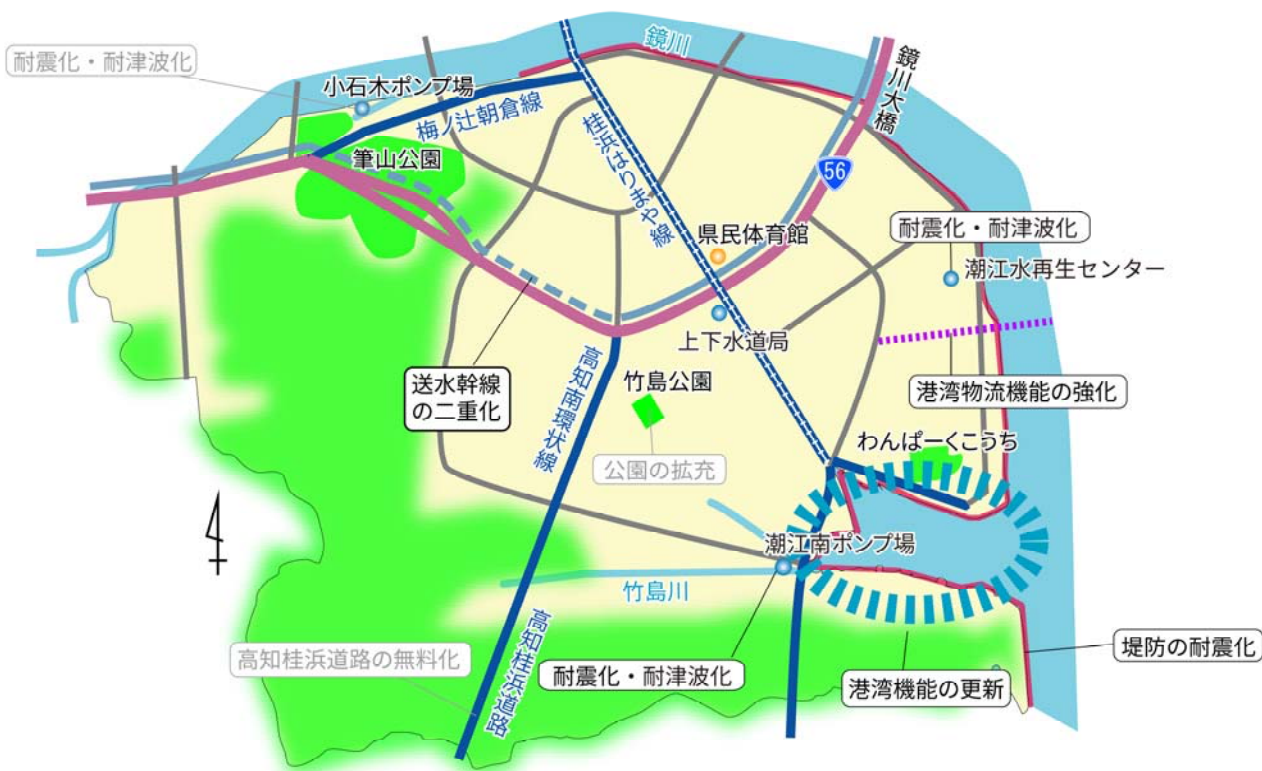 鏡川
耐震化・耐津波化
小石木ポンプ場
梅ノ辻朝倉線
桂浜はりまや線
鏡川大橋
56
筆山公園
県民体育館
耐震化・耐津波化
潮江水再生センター
上下水道局
送水幹線
の二重化
高知南環状線
竹島公園
公園の拡充
港湾物流機能の強化
わんぱーくこうち
潮江南ポンプ場
竹島川
高知桂浜道路の無料化
高知桂浜道路
耐震化・耐津波化
港湾機能の更新
堤防の耐震化